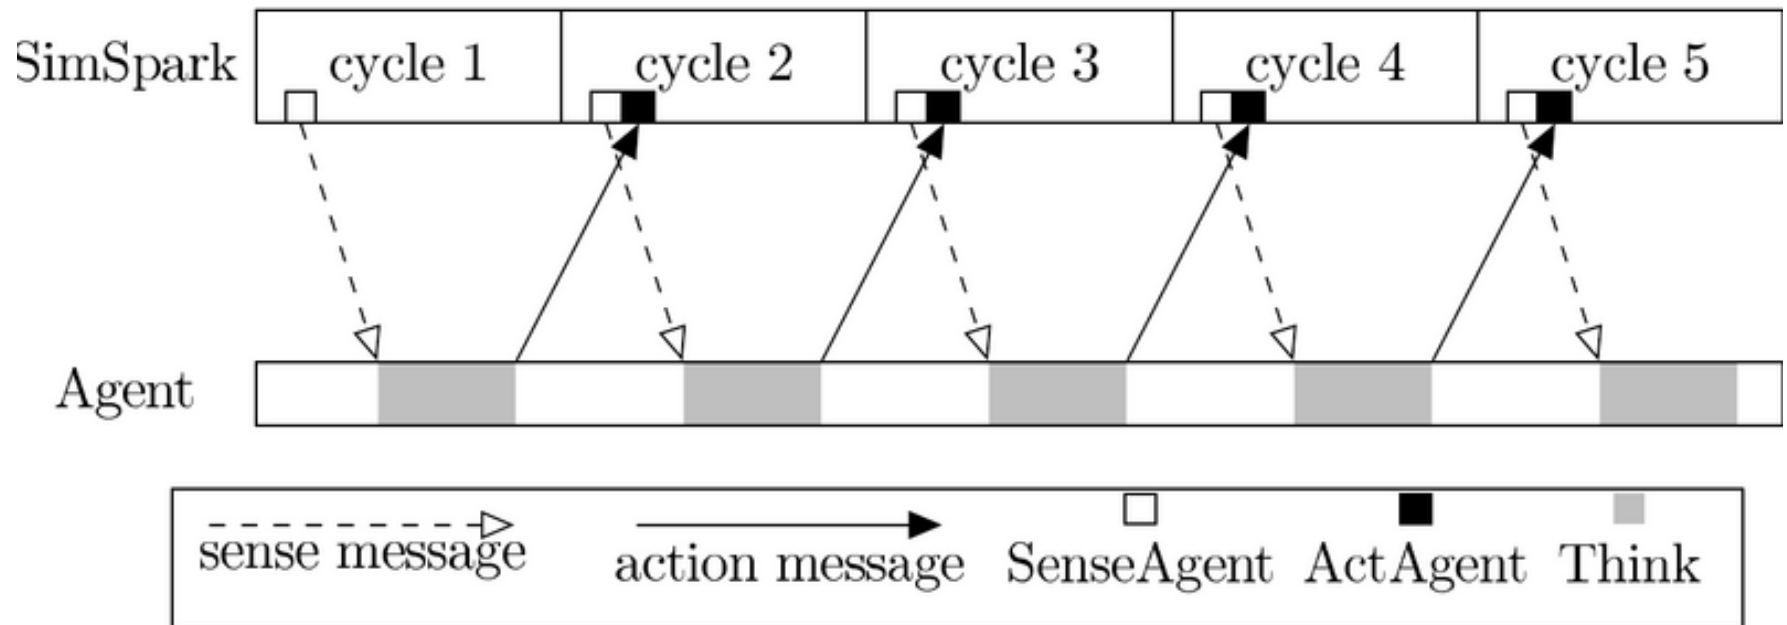 SimSpark cycle 1 cycle 2 cycle 3 cycle 4 cycle 5
Agent
sense message action message SenseAgent ActAgent Think